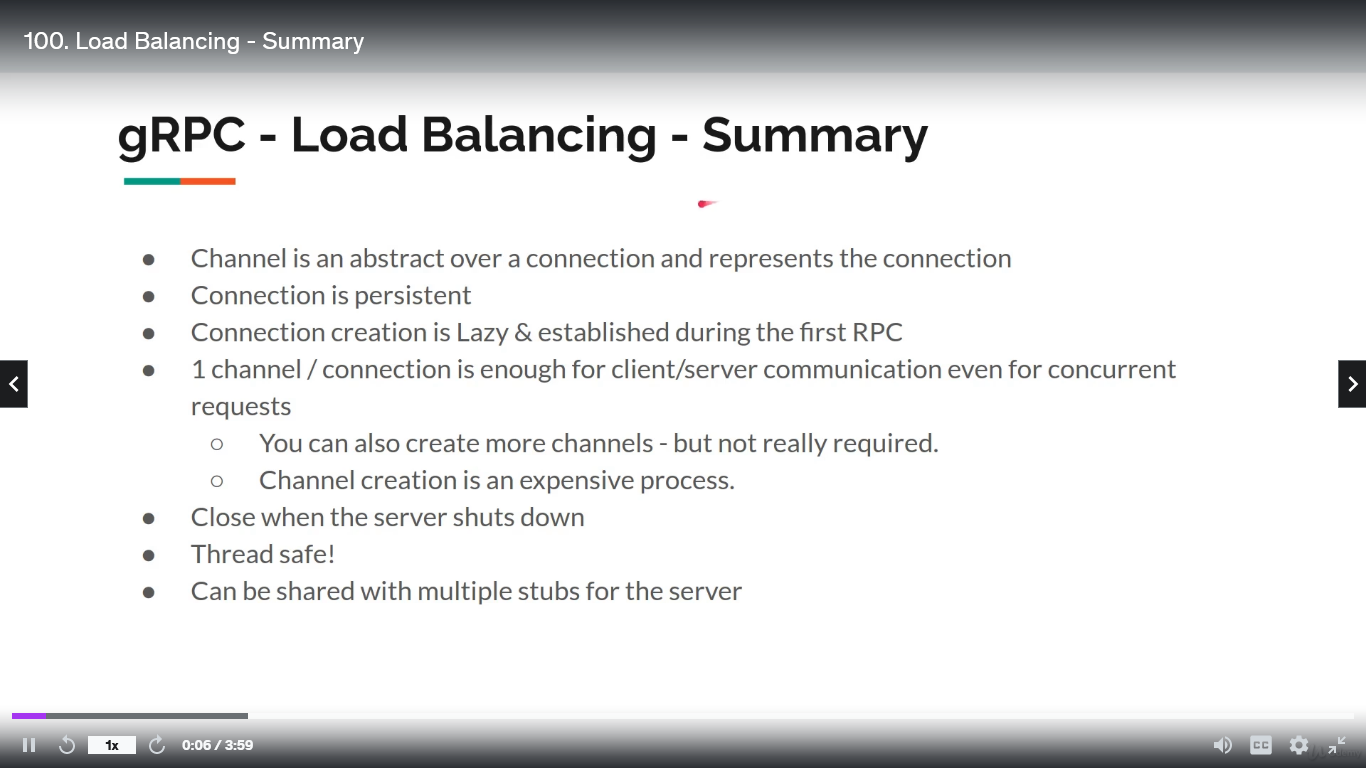 100. Load Balancing - Summary
gRPC - Load Balancing - Summary
● Channel is an abstract over a connection and represents the connection
● Connection is persistent
● Connection creation is Lazy & established during the first RPC
● 1 channel / connection is enough for client/server communication even for concurrent
requests
○ You can also create more channels - but not really required.
○ Channel creation is an expensive process.
● Close when the server shuts down
● Thread safe!
● Can be shared with multiple stubs for the server
1x
0:06 / 3:59
CC